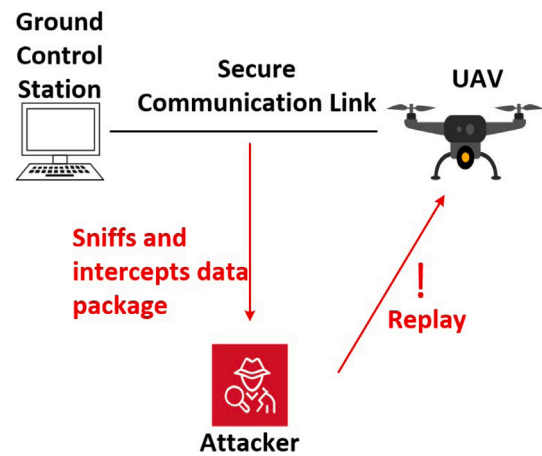 Ground
Control
Station
Secure
Communication Link
UAV
Sniffs and
intercepts data
package
!
Replay
Attacker